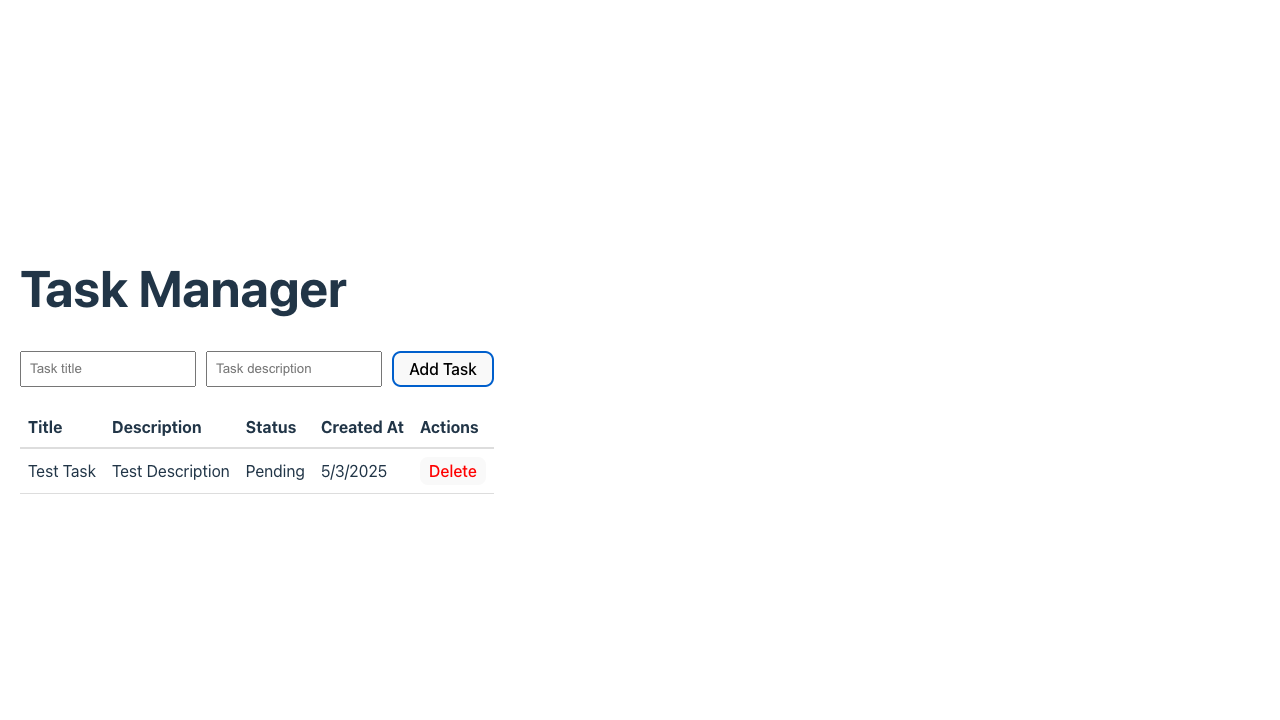 Task Manager
Task title Task description Add Task
Title Description Status Created At Actions
Test Task Test Description Pending 5/3/2025 Delete